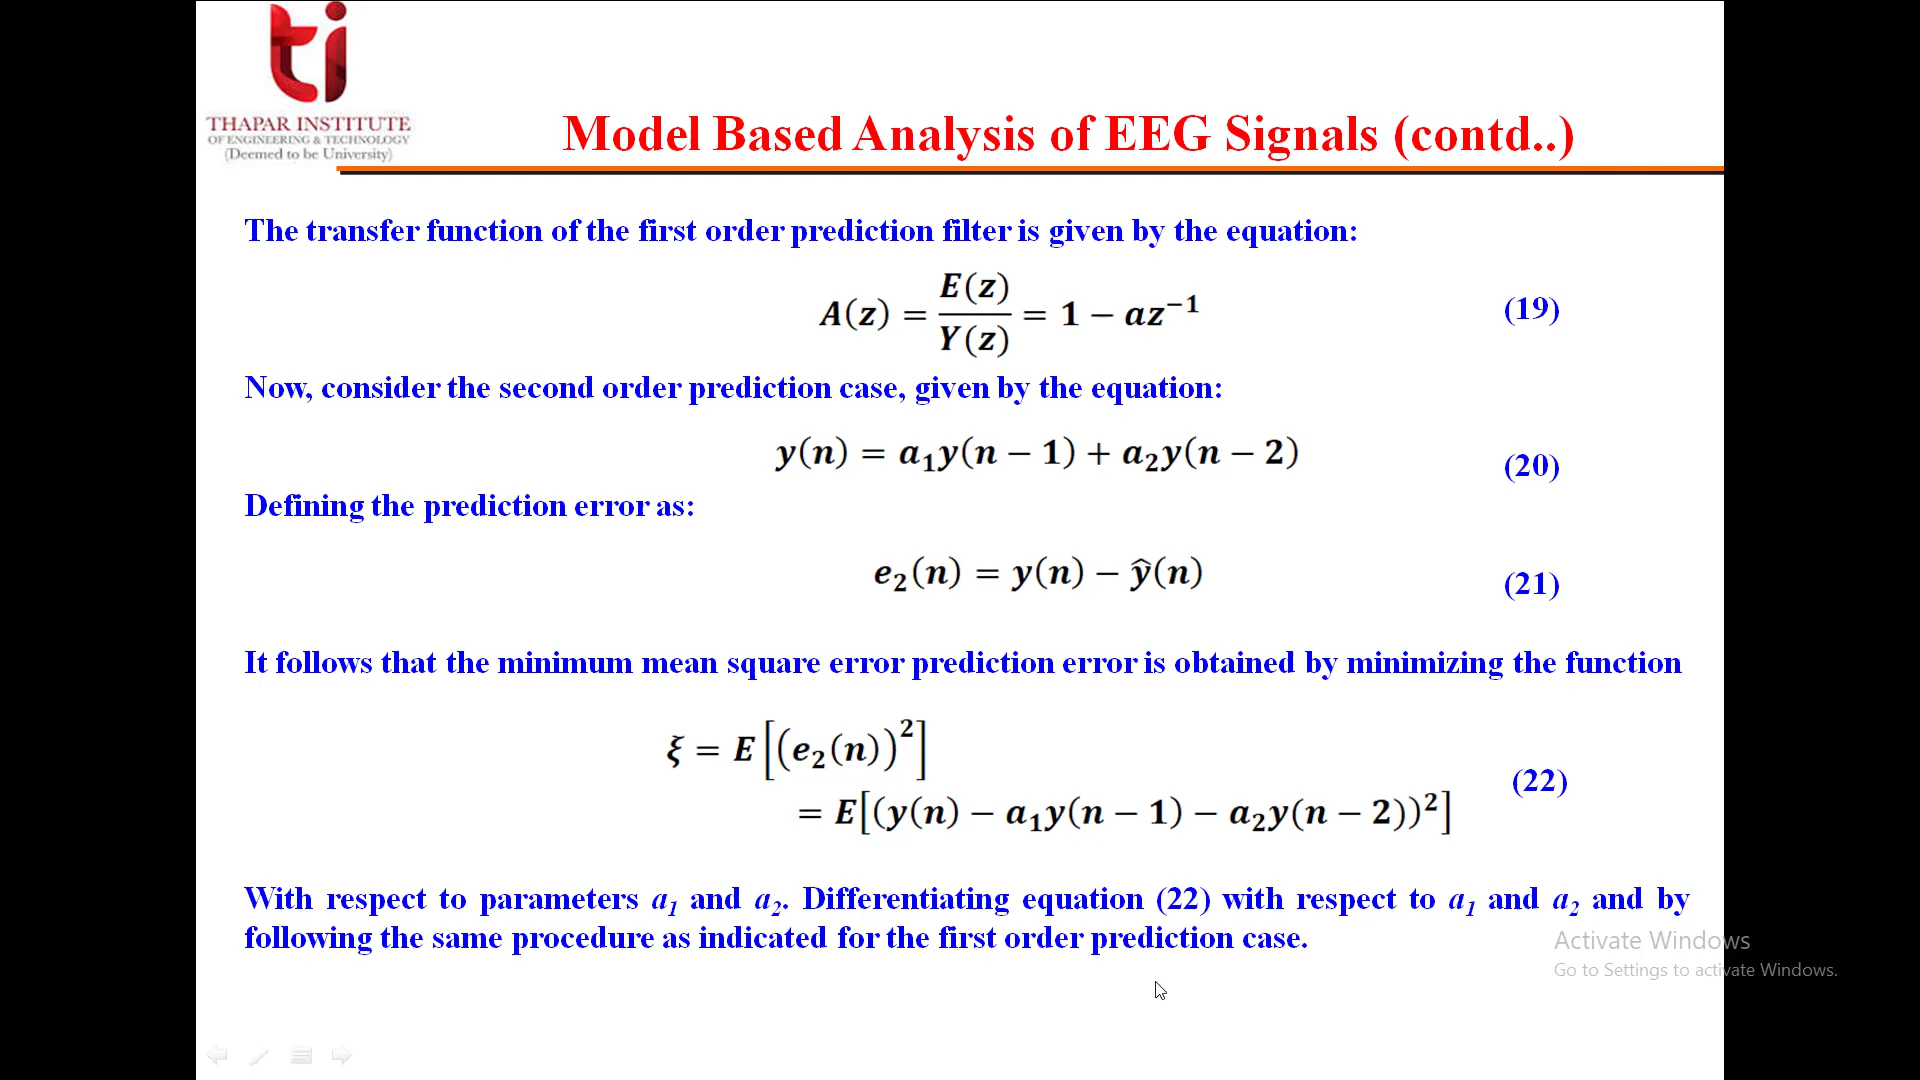 ti
THAPAR INSTITUTE
OF ENGINEERING & TECHNOLOGY
(Deemed to be University)
Model Based Analysis of EEG Signals (contd..)
The transfer function of the first order prediction filter is given by the equation:
A(z) = E(z)/Y(z) = 1 − az⁻¹ (19)
Now, consider the second order prediction case, given by the equation:
y(n) = a₁y(n − 1) + a₂y(n − 2) (20)
Defining the prediction error as:
e₂(n) = y(n) − ŷ(n) (21)
It follows that the minimum mean square error prediction error is obtained by minimizing the function
ξ = E[(e₂(n))²]
= E[(y(n) − a₁y(n − 1) − a₂y(n − 2))²] (22)
With respect to parameters a₁ and a₂. Differentiating equation (22) with respect to a₁ and a₂ and by
following the same procedure as indicated for the first order prediction case.
Activate Windows
Go to Settings to activate Windows.